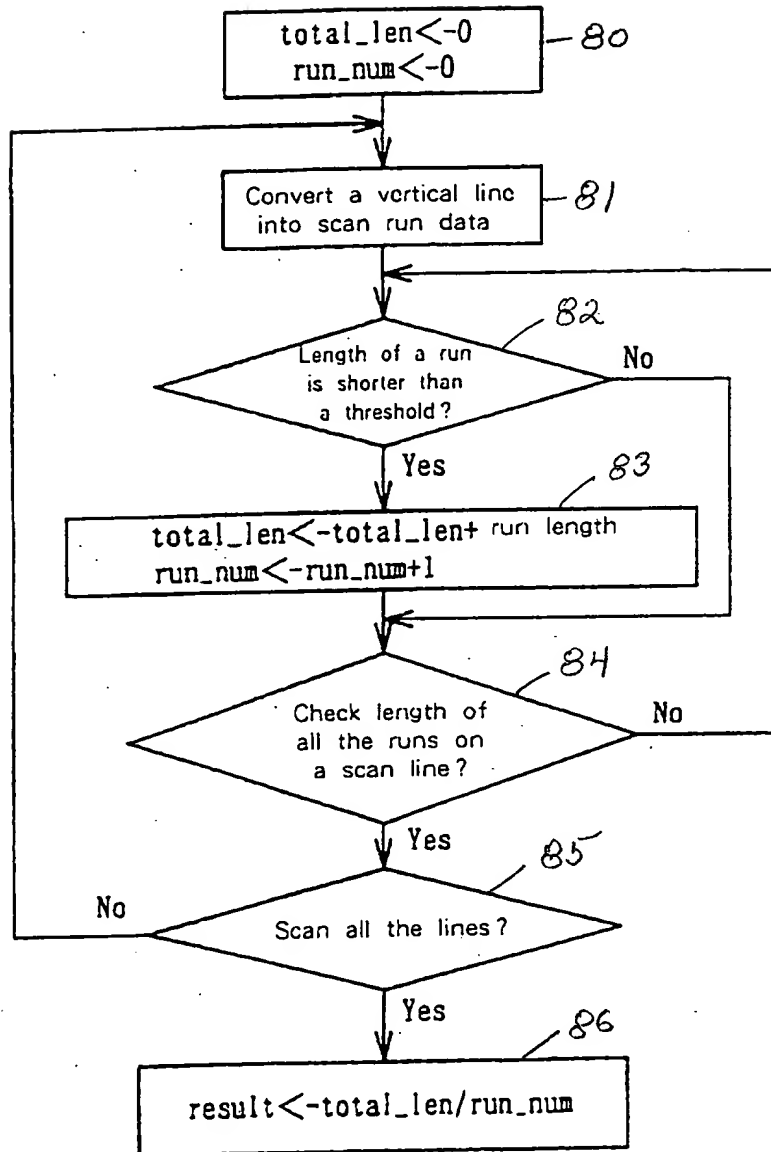 total_len<-0
run_num<-0
80
Convert a vertical line
into scan run data
81
82
Length of a run
is shorter than
a threshold?
No
Yes
83
total_len<-total_len+ run length
run_num<-run_num+1
84
Check length of
all the runs on
a scan line?
No
Yes
85
No
Scan all the lines?
Yes
86
result<-total_len/run_num